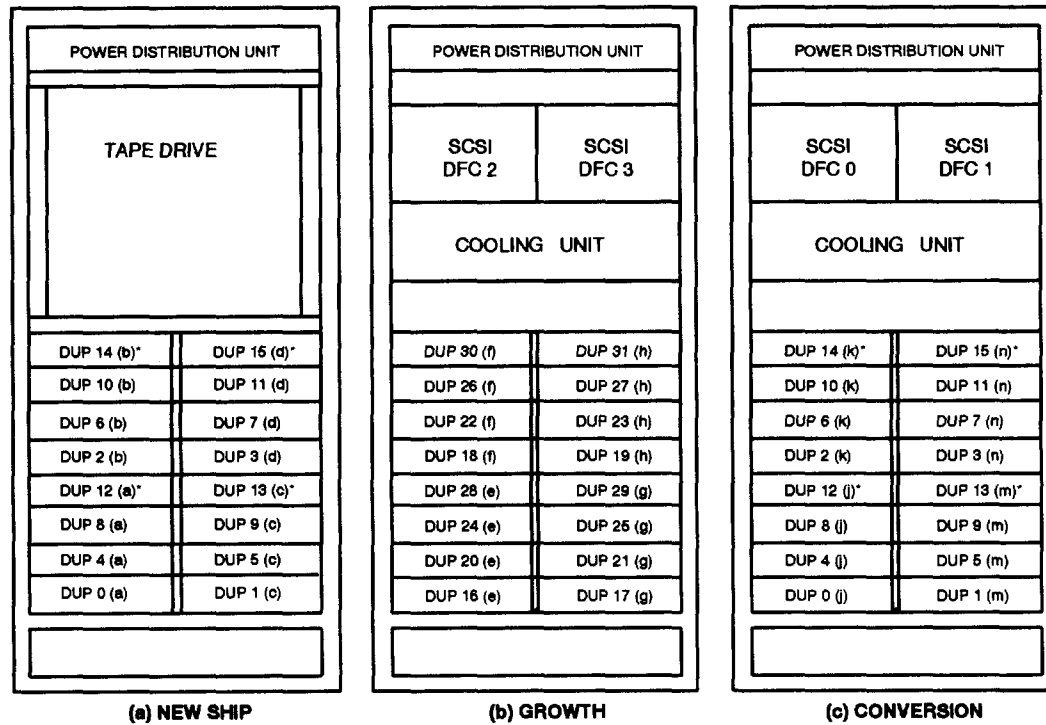 POWER DISTRIBUTION UNIT
TAPE DRIVE
DUP 14 (b)* DUP 15 (d)*
DUP 10 (b) DUP 11 (d)
DUP 6 (b) DUP 7 (d)
DUP 2 (b) DUP 3 (d)
DUP 12 (a)* DUP 13 (c)*
DUP 8 (a) DUP 9 (c)
DUP 4 (a) DUP 5 (c)
DUP 0 (a) DUP 1 (c)
(a) NEW SHIP
POWER DISTRIBUTION UNIT
SCSI
DFC 2
SCSI
DFC 3
COOLING UNIT
DUP 30 (f) DUP 31 (h)
DUP 26 (f) DUP 27 (h)
DUP 22 (f) DUP 23 (h)
DUP 18 (f) DUP 19 (h)
DUP 28 (e) DUP 29 (g)
DUP 24 (e) DUP 25 (g)
DUP 20 (e) DUP 21 (g)
DUP 16 (e) DUP 17 (g)
(b) GROWTH
POWER DISTRIBUTION UNIT
SCSI
DFC 0
SCSI
DFC 1
COOLING UNIT
DUP 14 (k)* DUP 15 (n)*
DUP 10 (k) DUP 11 (n)
DUP 6 (k) DUP 7 (n)
DUP 2 (k) DUP 3 (n)
DUP 12 (j)* DUP 13 (m)*
DUP 8 (j) DUP 9 (m)
DUP 4 (j) DUP 5 (m)
DUP 0 (j) DUP 1 (m)
(c) CONVERSION